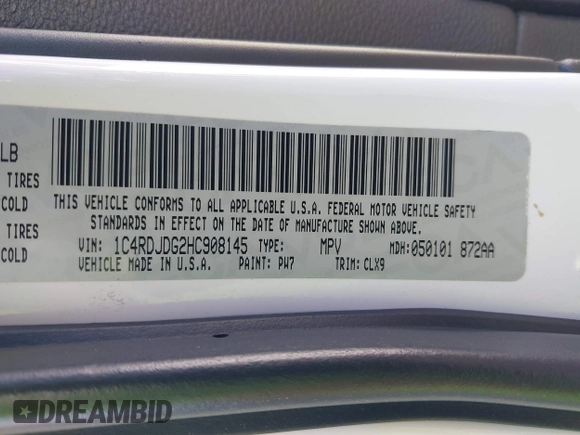 LB
TIRES
COLD
TIRES
COLD
THIS VEHICLE CONFORMS TO ALL APPLICABLE U.S.A. FEDERAL MOTOR VEHICLE SAFETY
STANDARDS IN EFFECT ON THE DATE OF MANUFACTURE SHOWN ABOVE.
VIN: 1C4RDJDG2HC908145 TYPE: MPV MDH:050101 872AA
VEHICLE MADE IN U.S.A. PAINT: PW7 TRIM: CLX9
DREAMBID